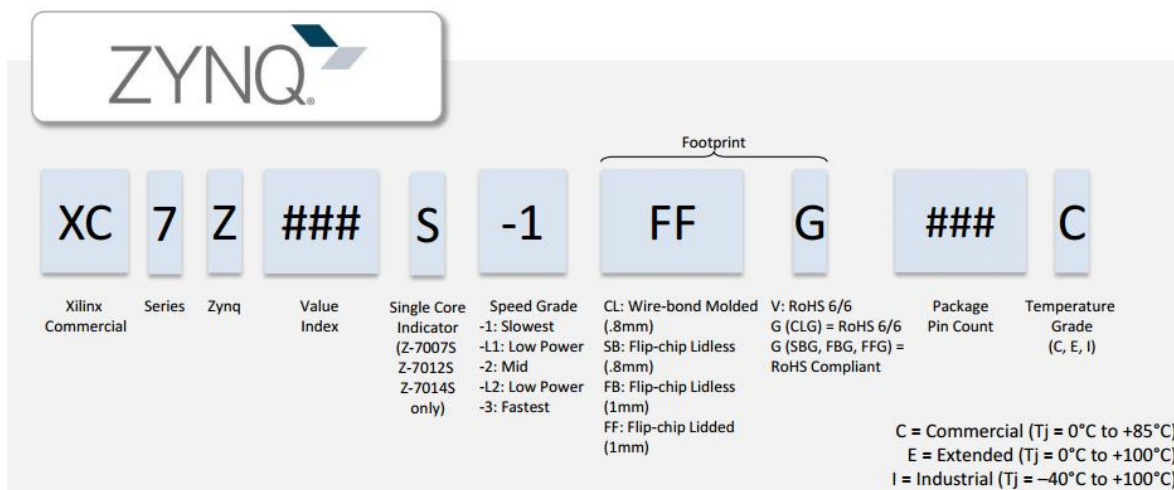 ZYNQ®
Footprint
XC 7 Z ### S -1 FF G ### C
Xilinx
Commercial
Series
Zynq
Value
Index
Single Core
Indicator
(Z-7007S
Z-7012S
Z-7014S
only)
Speed Grade
-1: Slowest
-L1: Low Power
-2: Mid
-L2: Low Power
-3: Fastest
CL: Wire-bond Molded
(.8mm)
SB: Flip-chip Lidless
(.8mm)
FB: Flip-chip Lidless
(1mm)
FF: Flip-chip Lidded
(1mm)
V: RoHS 6/6
G (CLG) = RoHS 6/6
G (SBG, FBG, FFG) =
RoHS Compliant
Package
Pin Count
Temperature
Grade
(C, E, I)
C = Commercial (Tj = 0°C to +85°C)
E = Extended (Tj = 0°C to +100°C)
I = Industrial (Tj = –40°C to +100°C)